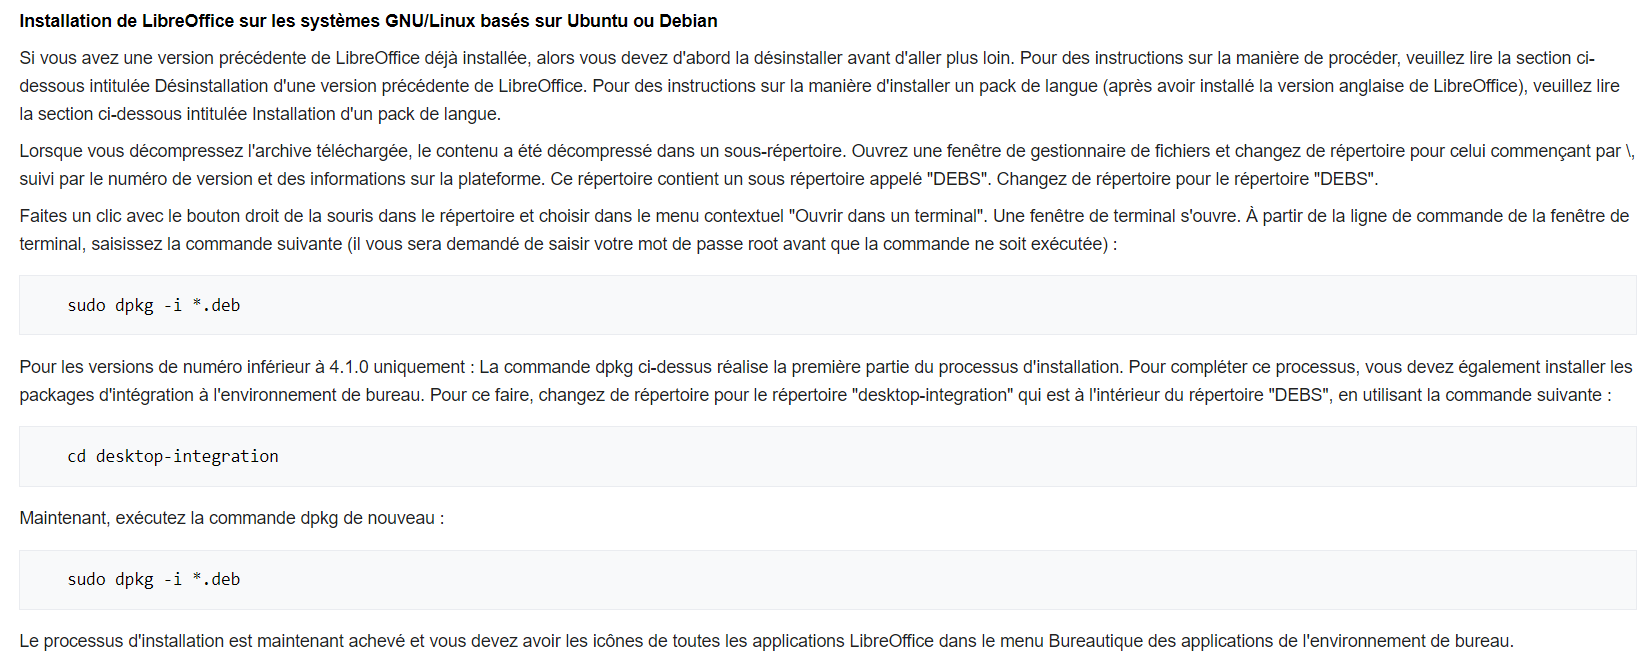 Installation de LibreOffice sur les systèmes GNU/Linux basés sur Ubuntu ou Debian
Si vous avez une version précédente de LibreOffice déjà installée, alors vous devez d'abord la désinstaller avant d'aller plus loin. Pour des instructions sur la manière de procéder, veuillez lire la section ci-
dessous intitulée Désinstallation d'une version précédente de LibreOffice. Pour des instructions sur la manière d'installer un pack de langue (après avoir installé la version anglaise de LibreOffice), veuillez lire
la section ci-dessous intitulée Installation d'un pack de langue.
Lorsque vous décompressez l'archive téléchargée, le contenu a été décompressé dans un sous-répertoire. Ouvrez une fenêtre de gestionnaire de fichiers et changez de répertoire pour celui commençant par \,
suivi par le numéro de version et des informations sur la plateforme. Ce répertoire contient un sous répertoire appelé "DEBS". Changez de répertoire pour le répertoire "DEBS".
Faites un clic avec le bouton droit de la souris dans le répertoire et choisir dans le menu contextuel "Ouvrir dans un terminal". Une fenêtre de terminal s'ouvre. À partir de la ligne de commande de la fenêtre de
terminal, saisissez la commande suivante (il vous sera demandé de saisir votre mot de passe root avant que la commande ne soit exécutée) :
sudo dpkg -i *.deb
Pour les versions de numéro inférieur à 4.1.0 uniquement : La commande dpkg ci-dessus réalise la première partie du processus d'installation. Pour compléter ce processus, vous devez également installer les
packages d'intégration à l'environnement de bureau. Pour ce faire, changez de répertoire pour le répertoire "desktop-integration" qui est à l'intérieur du répertoire "DEBS", en utilisant la commande suivante :
cd desktop-integration
Maintenant, exécutez la commande dpkg de nouveau :
sudo dpkg -i *.deb
Le processus d'installation est maintenant achevé et vous devez avoir les icônes de toutes les applications LibreOffice dans le menu Bureautique des applications de l'environnement de bureau.